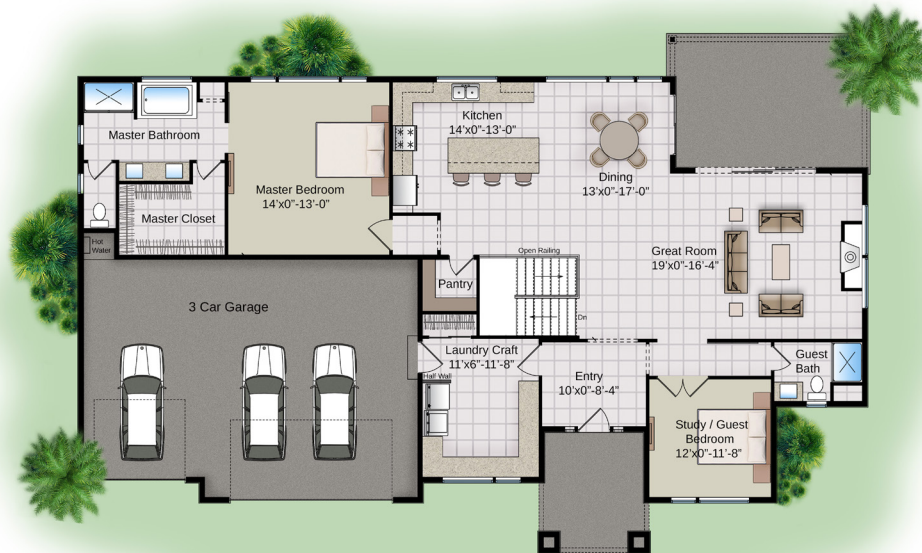 Kitchen
14'x0"-13'-0"
Master Bathroom
Dining
13'x0"-17'-0"
Master Bedroom
14'x0"-13'-0"
Master Closet
Hot
Water
Open Railing
Great Room
19'x0"-16'-4"
Pantry
3 Car Garage
Dn
Laundry Craft
11'x6"-11'-8"
Guest
Bath
Half Wall
Entry
10'x0"-8'-4"
Study / Guest
Bedroom
12'x0"-11'-8"